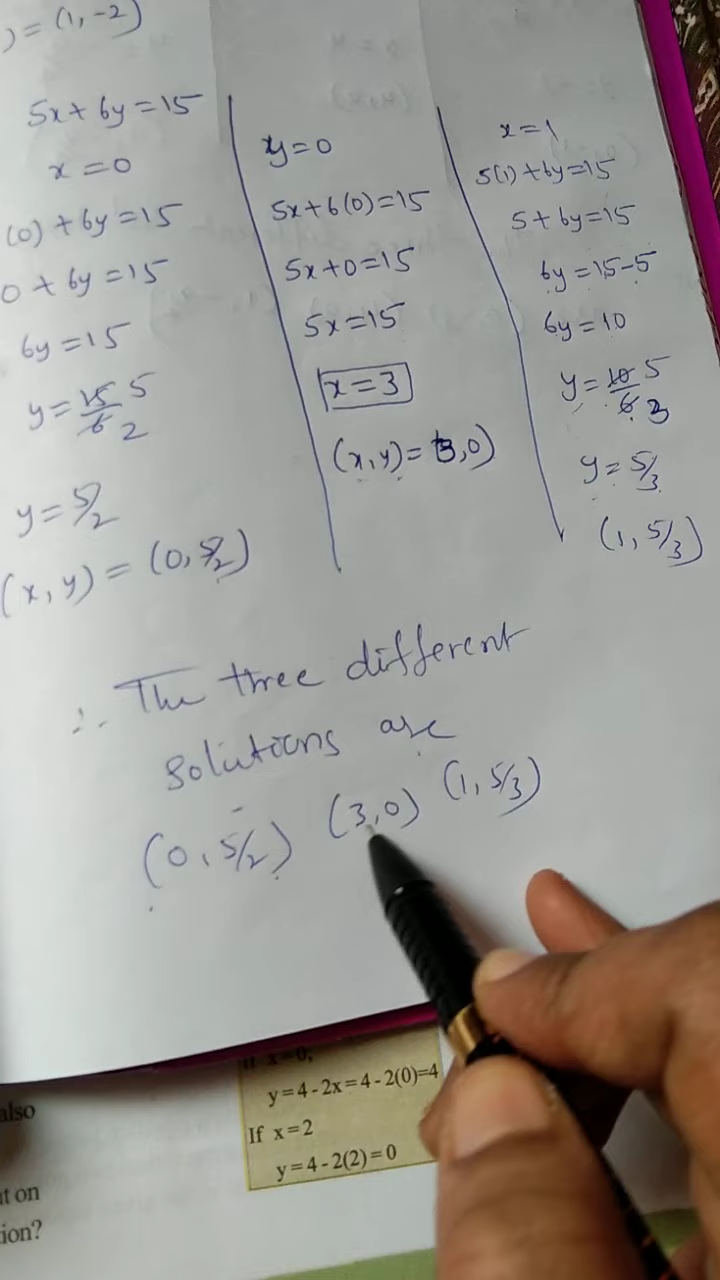 ) = (1, -2)
5x + 6y = 15
x = 0
(0) + 6y = 15
0 + 6y = 15
6y = 15
y = 15/6 5 2
y = 5/2
(x, y) = (0, 5/2)
y = 0
5x + 6(0) = 15
5x + 0 = 15
5x = 15
x = 3
(x, y) = (3, 0)
x = 1
5(1) + 6y = 15
5 + 6y = 15
6y = 15 - 5
6y = 10
y = 10/6 5 3
y = 5/3
(1, 5/3)
∴ The three different
solutions are
(0, 5/2) (3, 0) (1, 5/3)
If x = 0;
y = 4 - 2x = 4 - 2(0) = 4
If x = 2
y = 4 - 2(2) = 0
also
on
ion?